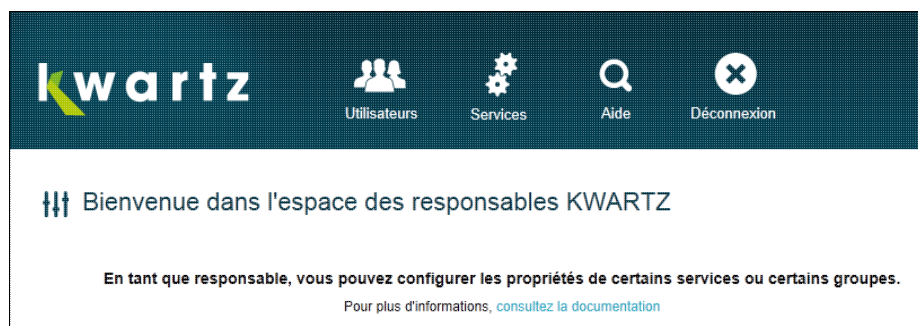 kwartz
Utilisateurs Services Aide Déconnexion
Bienvenue dans l'espace des responsables KWARTZ
En tant que responsable, vous pouvez configurer les propriétés de certains services ou certains groupes.
Pour plus d'informations, consultez la documentation